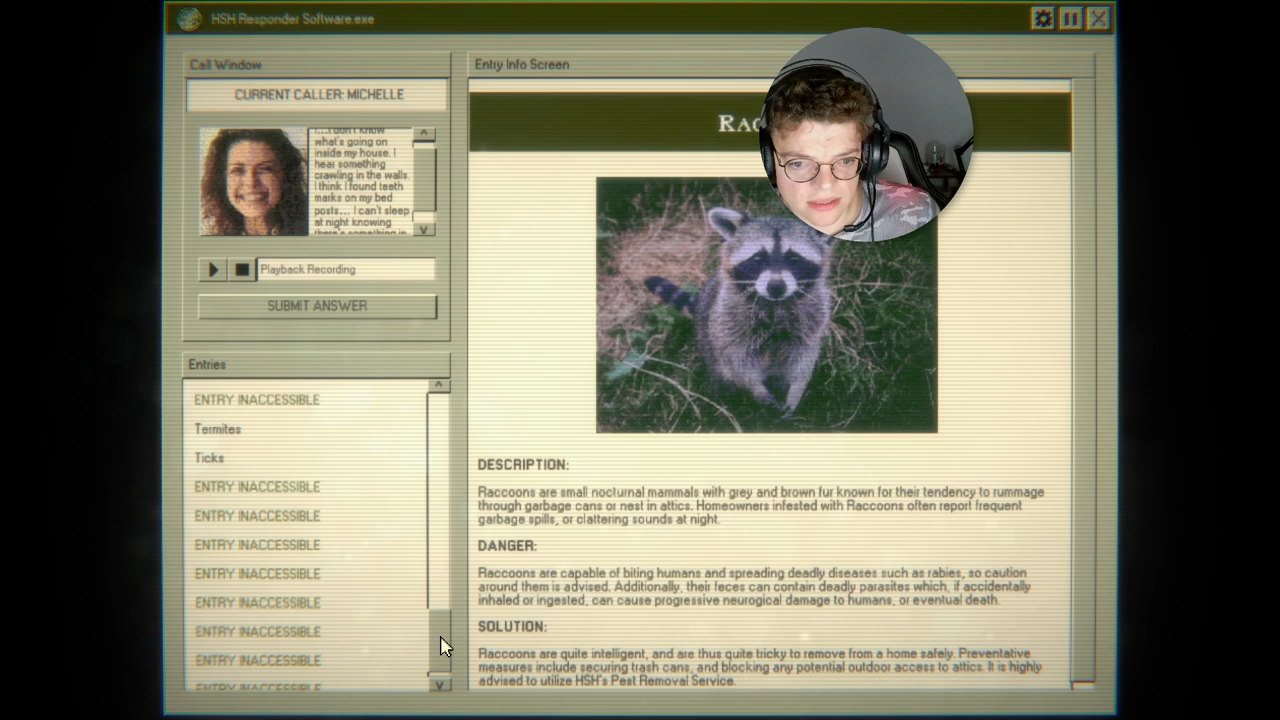 HSH Responder Software.exe
Call Window
CURRENT CALLER: MICHELLE
I...I don't know
what's going on
inside my house. I
hear something
crawling in the walls.
I think I found teeth
marks on my bed
posts... I can't sleep
at night knowing
there's something in
Playback Recording
SUBMIT ANSWER
Entries
ENTRY INACCESSIBLE
Termites
Ticks
ENTRY INACCESSIBLE
ENTRY INACCESSIBLE
ENTRY INACCESSIBLE
ENTRY INACCESSIBLE
ENTRY INACCESSIBLE
ENTRY INACCESSIBLE
ENTRY INACCESSIBLE
ENTRY INACCESSIBLE
Entry Info Screen
RAC
DESCRIPTION:
Raccoons are small nocturnal mammals with grey and brown fur known for their tendency to rummage
through garbage cans or nest in attics. Homeowners infested with Raccoons often report frequent
garbage spills, or clattering sounds at night.
DANGER:
Raccoons are capable of biting humans and spreading deadly diseases such as rabies, so caution
around them is advised. Additionally, their feces can contain deadly parasites which, if accidentally
inhaled or ingested, can cause progressive neurogical damage to humans, or eventual death.
SOLUTION:
Raccoons are quite intelligent, and are thus quite tricky to remove from a home safely. Preventative
measures include securing trash cans, and blocking any potential outdoor access to attics. It is highly
advised to utilize HSH's Pest Removal Service.